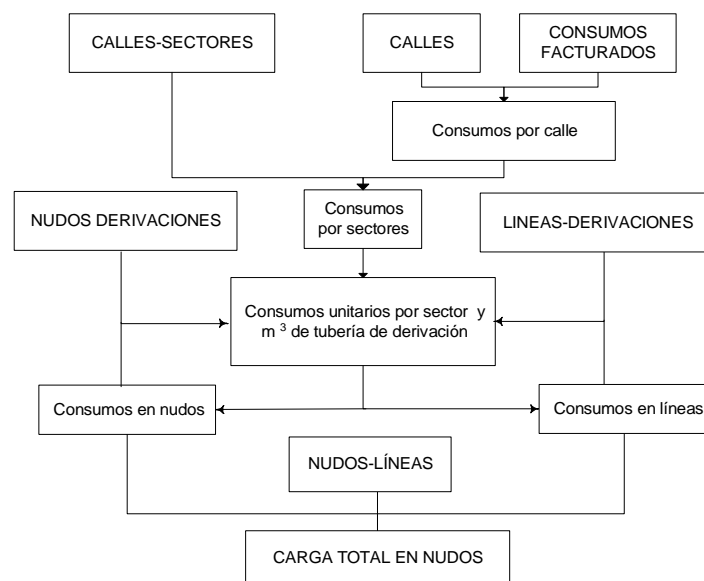 CALLES-SECTORES
CALLES
CONSUMOS
FACTURADOS
Consumos por calle
NUDOS DERIVACIONES
Consumos
por sectores
LINEAS-DERIVACIONES
Consumos unitarios por sector y
m ³ de tubería de derivación
Consumos en nudos
Consumos en líneas
NUDOS-LÍNEAS
CARGA TOTAL EN NUDOS